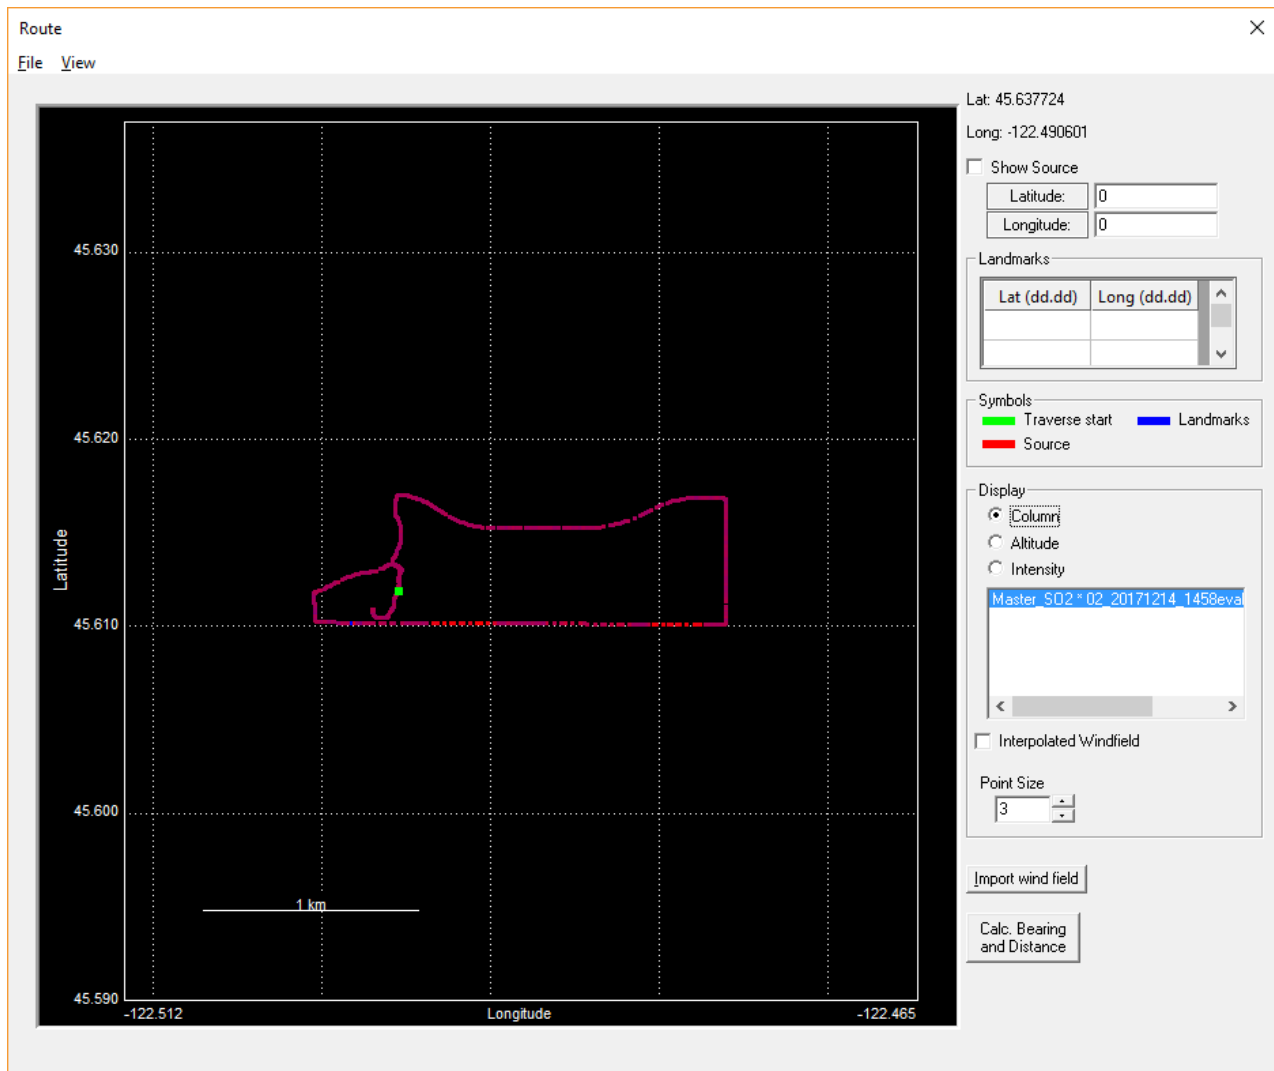 Route
File View
Lat: 45.637724
Long: -122.490601
Show Source
Latitude: 0
Longitude: 0
Landmarks
Lat (dd.dd) Long (dd.dd)
Symbols
Traverse start Landmarks
Source
Display
Column
Altitude
Intensity
Master_SO2 * 02_20171214_1458eval
Interpolated Windfield
Point Size
3
Import wind field
Calc. Bearing
and Distance
45.630
45.620
Latitude
45.610
45.600
1 km
45.590
-122.512 Longitude -122.465